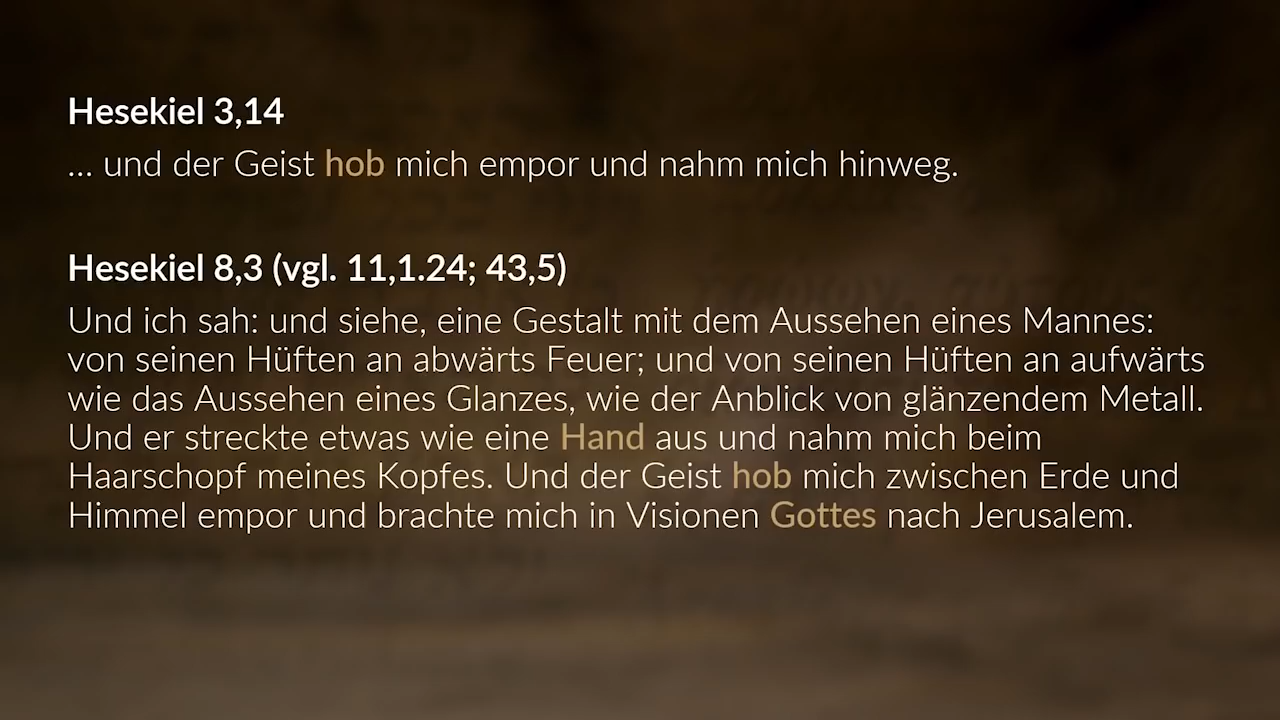 Hesekiel 3,14
... und der Geist hob mich empor und nahm mich hinweg.
Hesekiel 8,3 (vgl. 11,1.24; 43,5)
Und ich sah: und siehe, eine Gestalt mit dem Aussehen eines Mannes:
von seinen Hüften an abwärts Feuer; und von seinen Hüften an aufwärts
wie das Aussehen eines Glanzes, wie der Anblick von glänzendem Metall.
Und er streckte etwas wie eine Hand aus und nahm mich beim
Haarschopf meines Kopfes. Und der Geist hob mich zwischen Erde und
Himmel empor und brachte mich in Visionen Gottes nach Jerusalem.